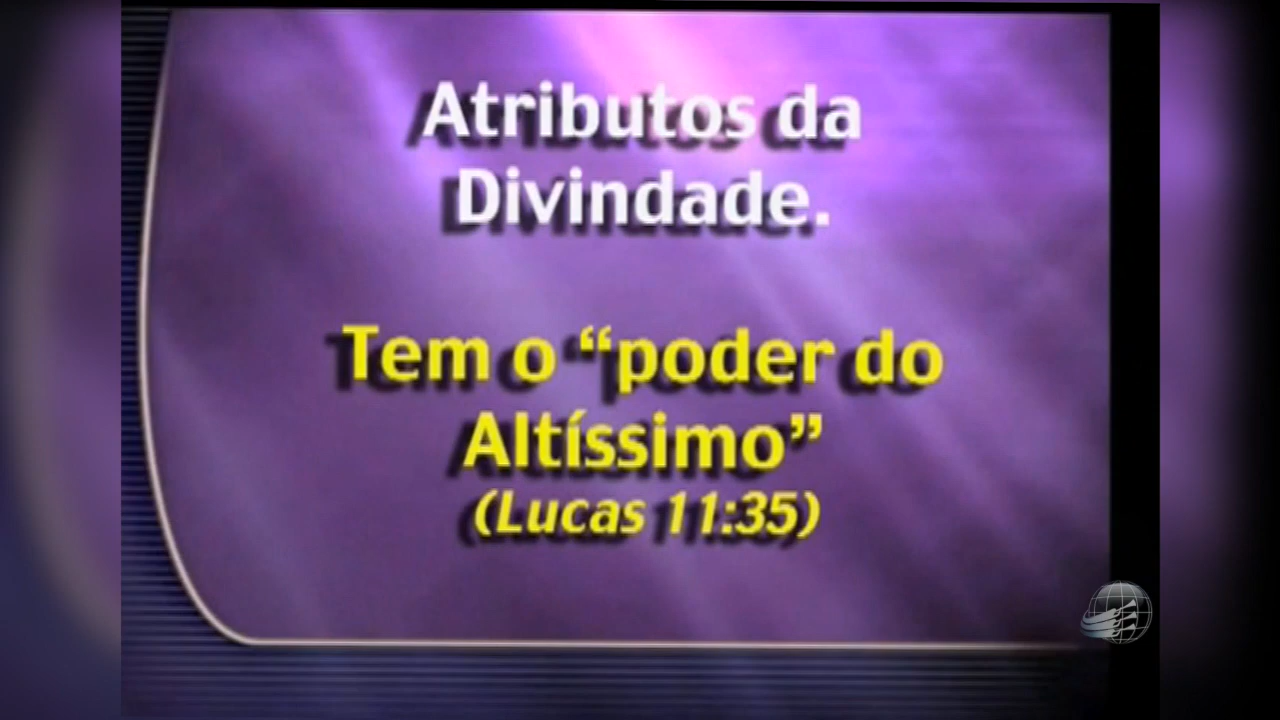 Atributos da
Divindade.
Tem o “poder do
Altíssimo”
(Lucas 11:35)